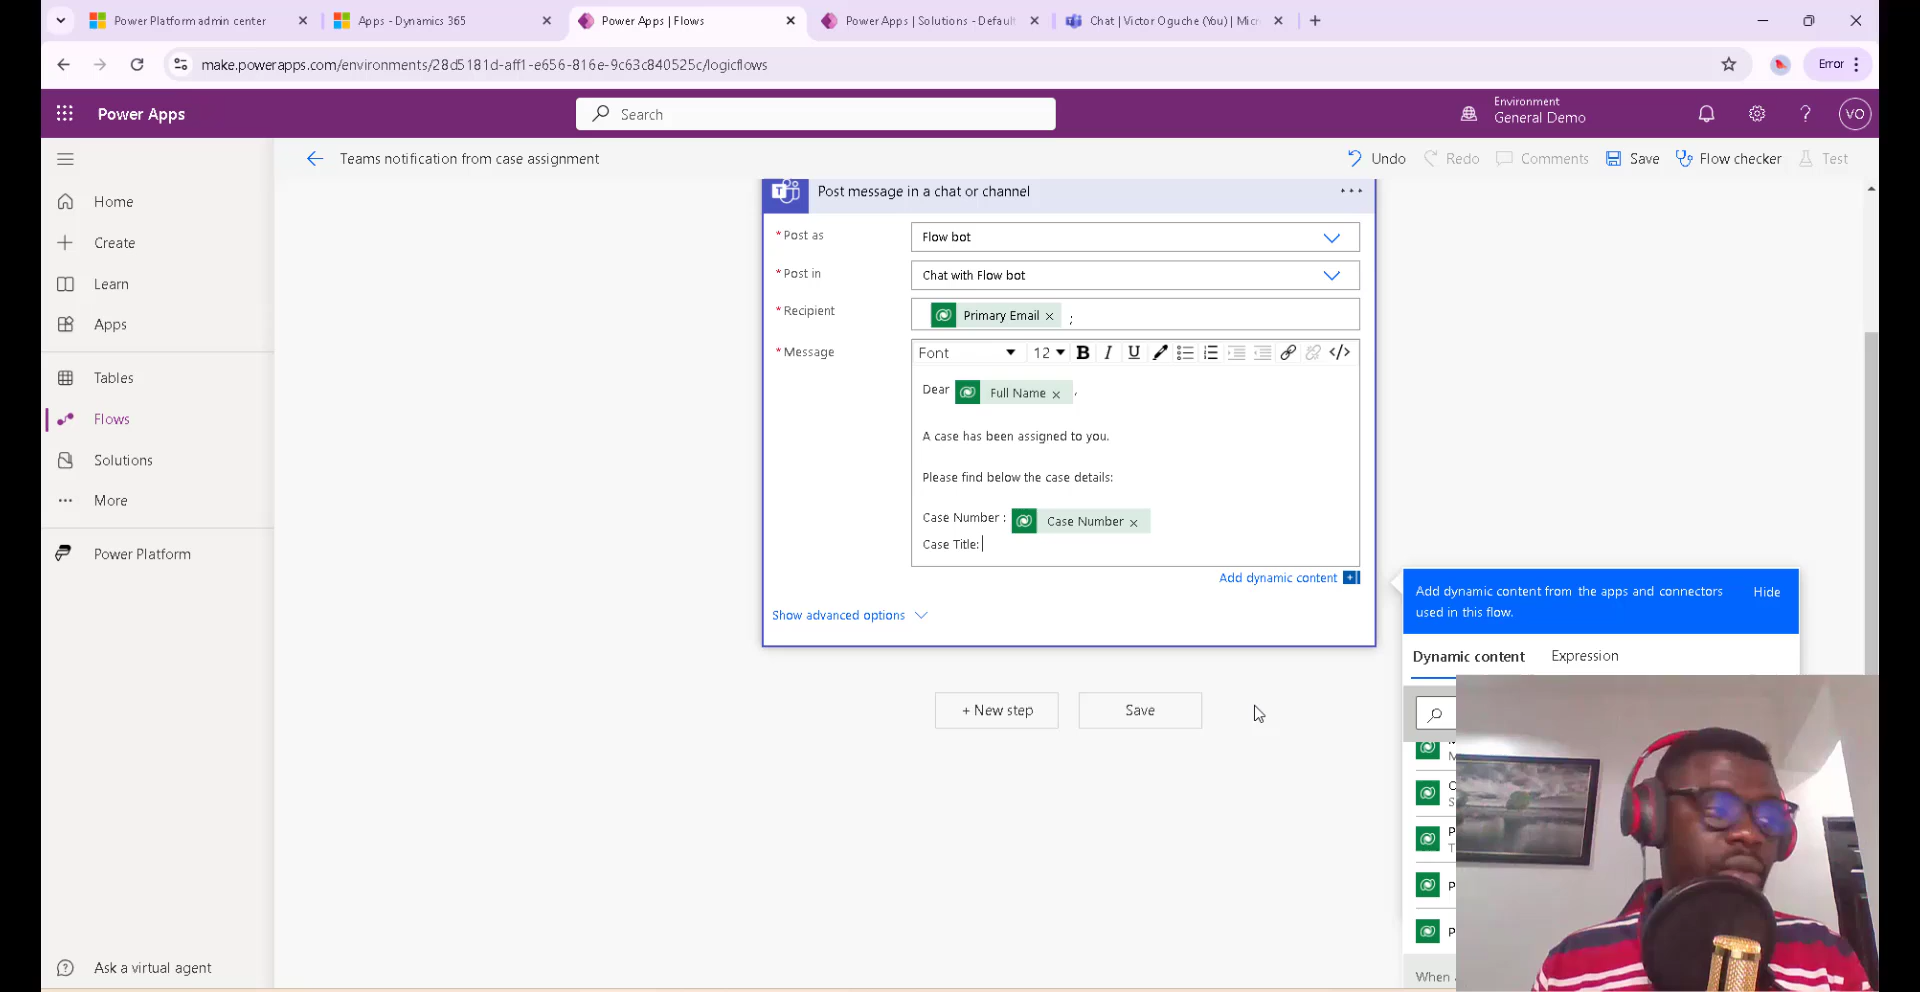 Power Platform admin center
Apps - Dynamics 365
Power Apps | Flows
Power Apps | Solutions - Default
Chat | Victor Oguche (You) | Micr
make.powerapps.com/environments/28d5181d-aff1-e656-816e-9c63c840525c/logicflows
Error
Power Apps
Search
Environment
General Demo
VO
Teams notification from case assignment
Undo
Redo
Comments
Save
Flow checker
Test
Home
Create
Learn
Apps
Tables
Flows
Solutions
More
Power Platform
Ask a virtual agent
Post message in a chat or channel
* Post as
Flow bot
* Post in
Chat with Flow bot
* Recipient
Primary Email ;
* Message
Font 12 B I U </>
Dear Full Name ,
A case has been assigned to you.
Please find below the case details:
Case Number : Case Number
Case Title:
Add dynamic content
Show advanced options
+ New step
Save
Add dynamic content from the apps and connectors
used in this flow.
Hide
Dynamic content
Expression
When